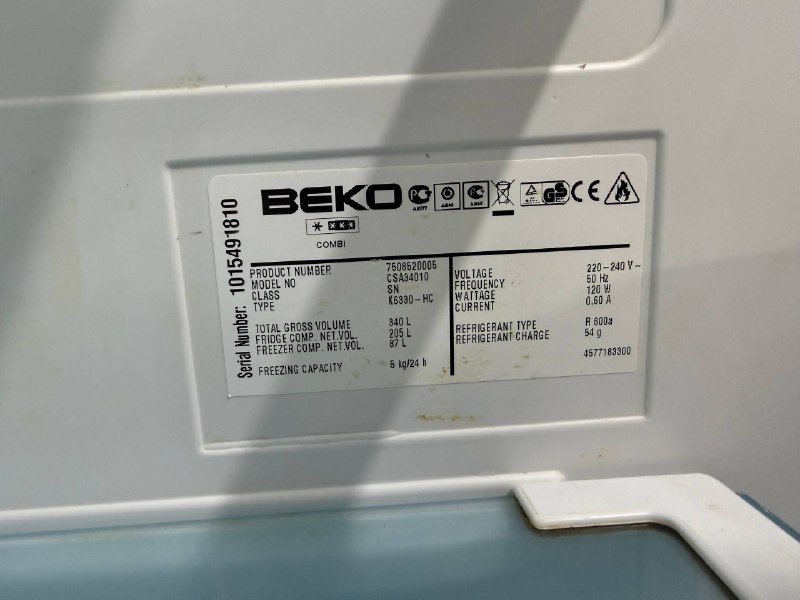 Serial Number: 1015491810
BEKO
COMBI
PRODUCT NUMBER 7508520005
MODEL NO CSA34010
CLASS SN
TYPE K6330-HC
TOTAL GROSS VOLUME 340 L
FRIDGE COMP. NET.VOL. 205 L
FREEZER COMP. NET.VOL. 87 L
FREEZING CAPACITY 5 kg/24 h
VOLTAGE 220-240 V~
FREQUENCY 50 Hz
WATTAGE 120 W
CURRENT 0,60 A
REFRIGERANT TYPE R 600a
REFRIGERANT CHARGE 54 g
4577183300
GS CE